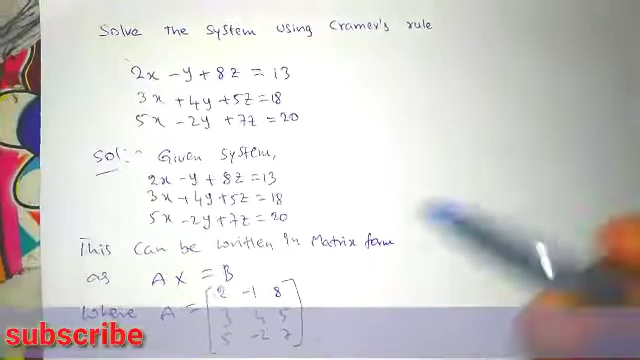 Solve the system using Cramer's rule
2x - y + 8z = 13
3x + 4y + 5z = 18
5x - 2y + 7z = 20
Sol:- Given system,
2x - y + 8z = 13
3x + 4y + 5z = 18
5x - 2y + 7z = 20
This can be written in Matrix form
as AX = B
where A = [2 -1 8
3 4 5
5 -2 7]
subscribe